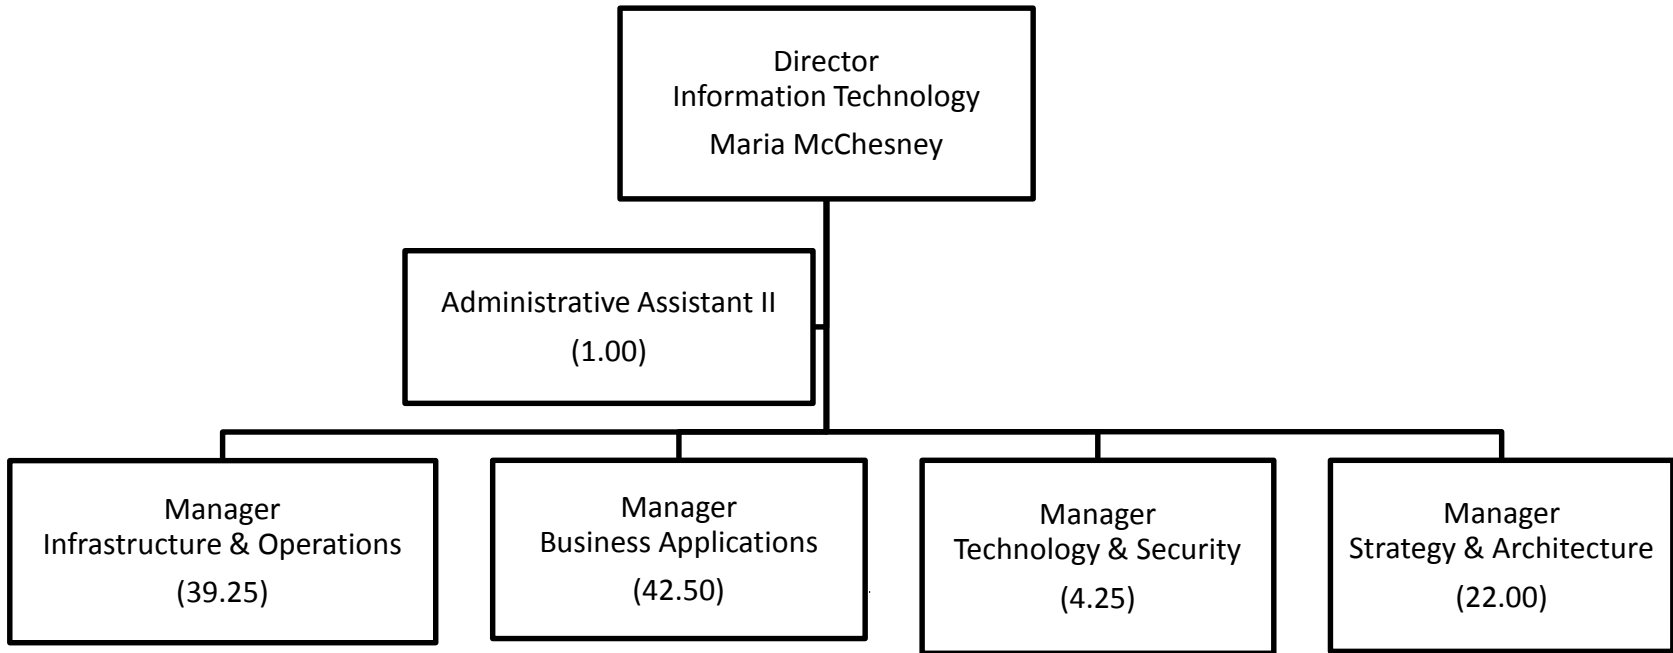 Director
Information Technology
Maria McChesney
Administrative Assistant II
(1.00)
Manager
Infrastructure & Operations
(39.25)
Manager
Business Applications
(42.50)
Manager
Technology & Security
(4.25)
Manager
Strategy & Architecture
(22.00)